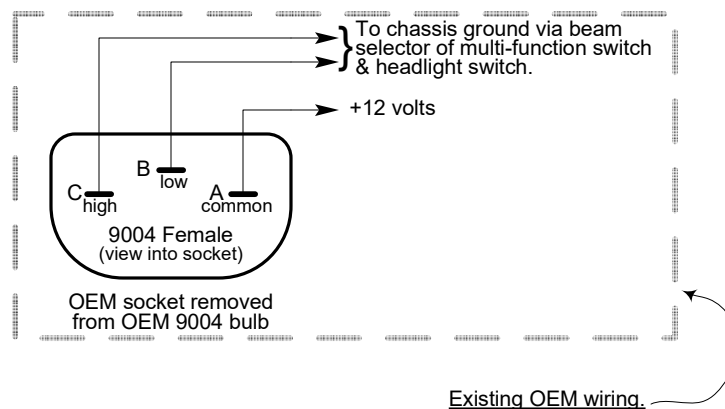 To chassis ground via beam
selector of multi-function switch
& headlight switch.
+12 volts
B
low
C
high
A
common
9004 Female
(view into socket)
OEM socket removed
from OEM 9004 bulb
Existing OEM wiring.